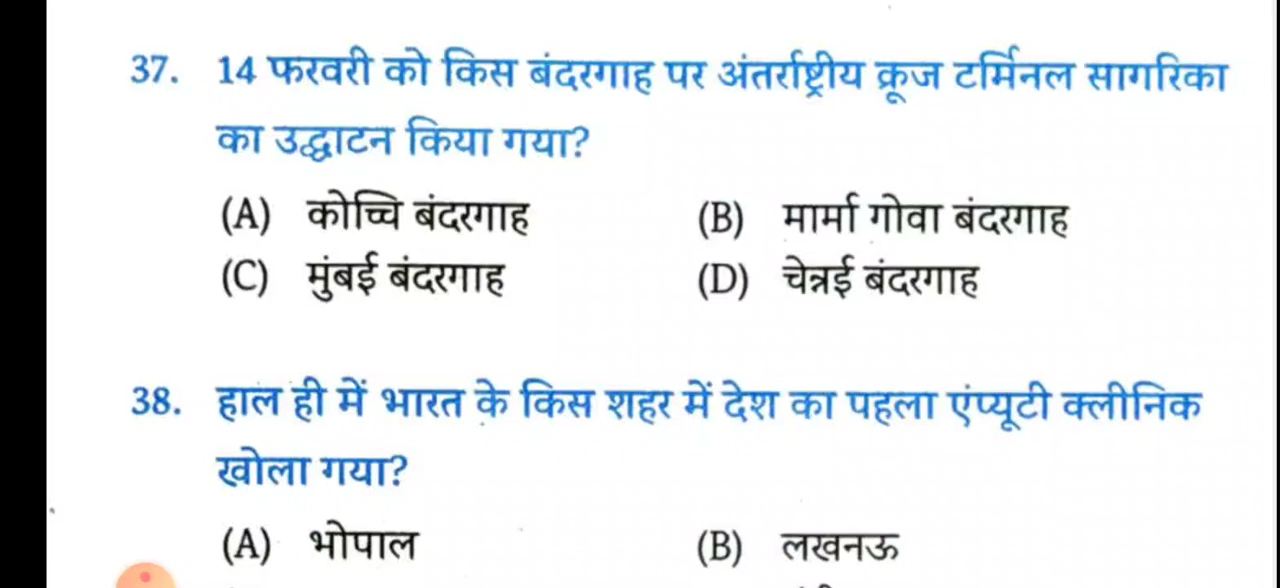 37. 14 फरवरी को किस बंदरगाह पर अंतर्राष्ट्रीय क्रूज टर्मिनल सागरिका
का उद्घाटन किया गया?
(A) कोच्चि बंदरगाह (B) मार्मा गोवा बंदरगाह
(C) मुंबई बंदरगाह (D) चेन्नई बंदरगाह
38. हाल ही में भारत के किस शहर में देश का पहला एंप्यूटी क्लीनिक
खोला गया?
(A) भोपाल (B) लखनऊ